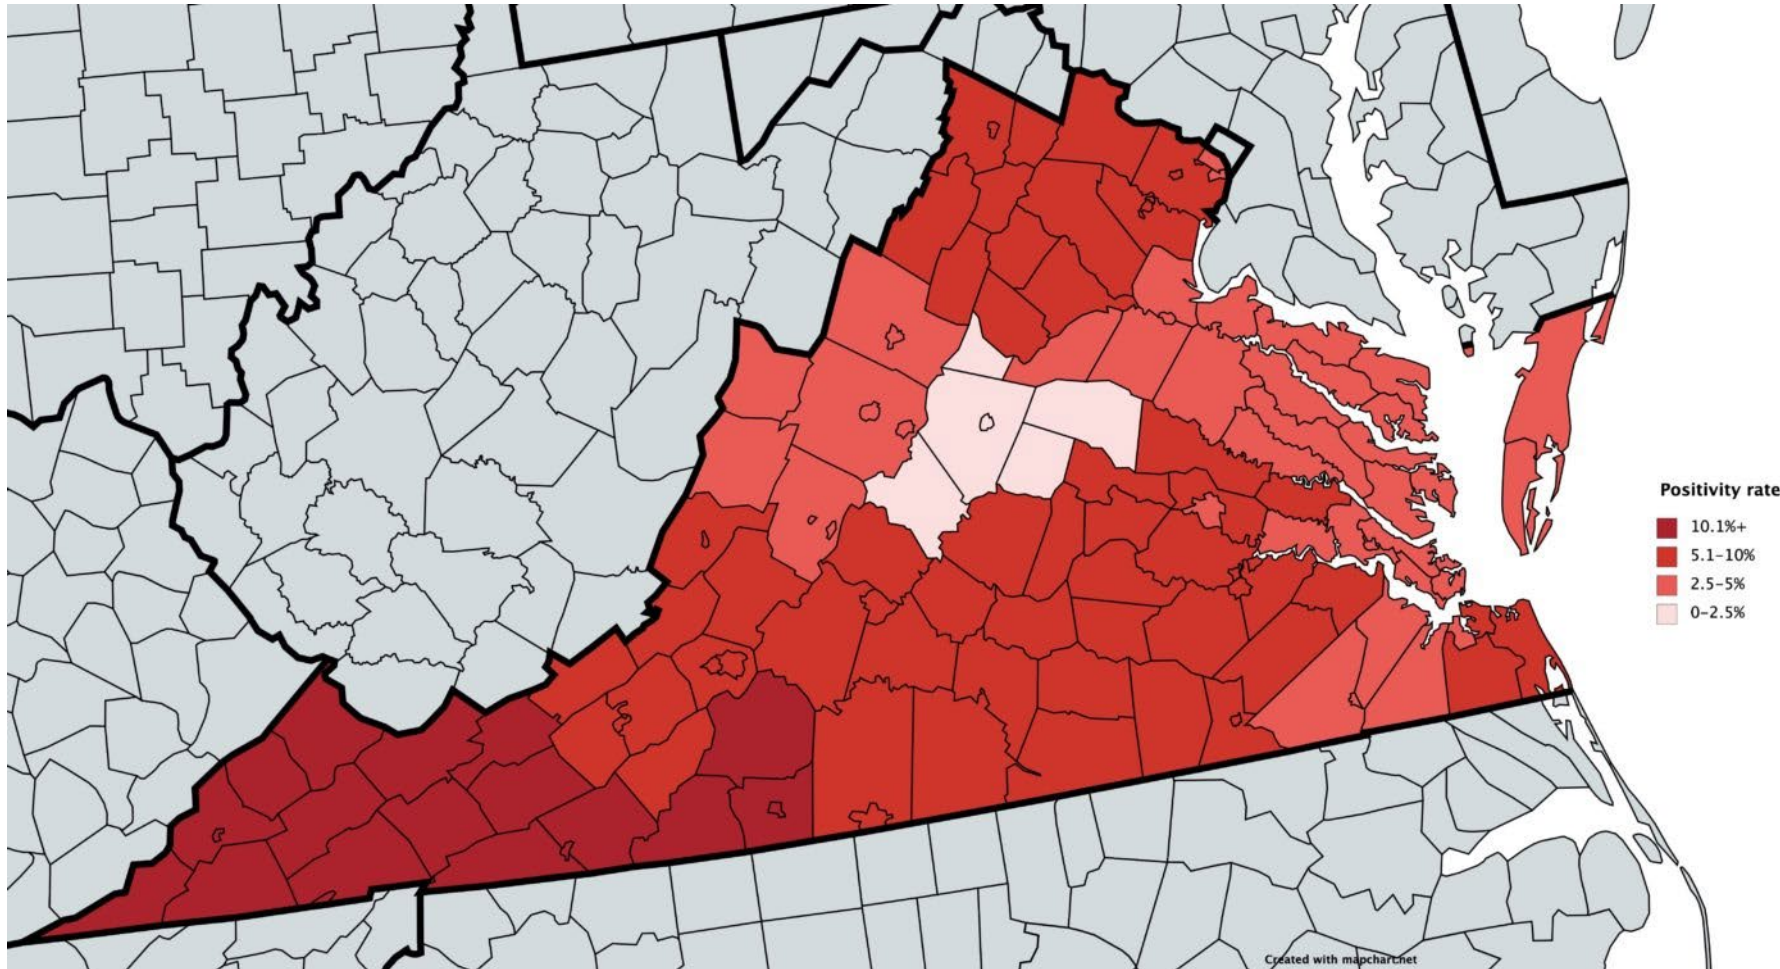 Positivity rate
10.1%+
5.1–10%
2.5–5%
0–2.5%
Created with mapchart.net